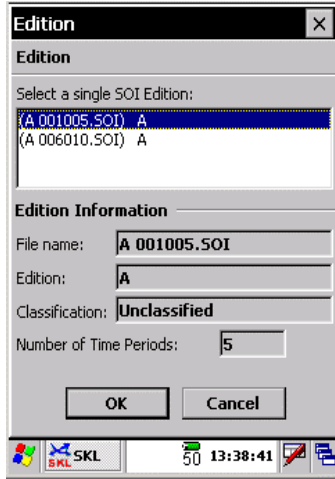 Edition
Edition
Select a single SOI Edition:
(A 001005.SOI) A
(A 006010.SOI) A
Edition Information
File name: A 001005.SOI
Edition: A
Classification: Unclassified
Number of Time Periods: 5
OK Cancel
SKL SKL 50 13:38:41